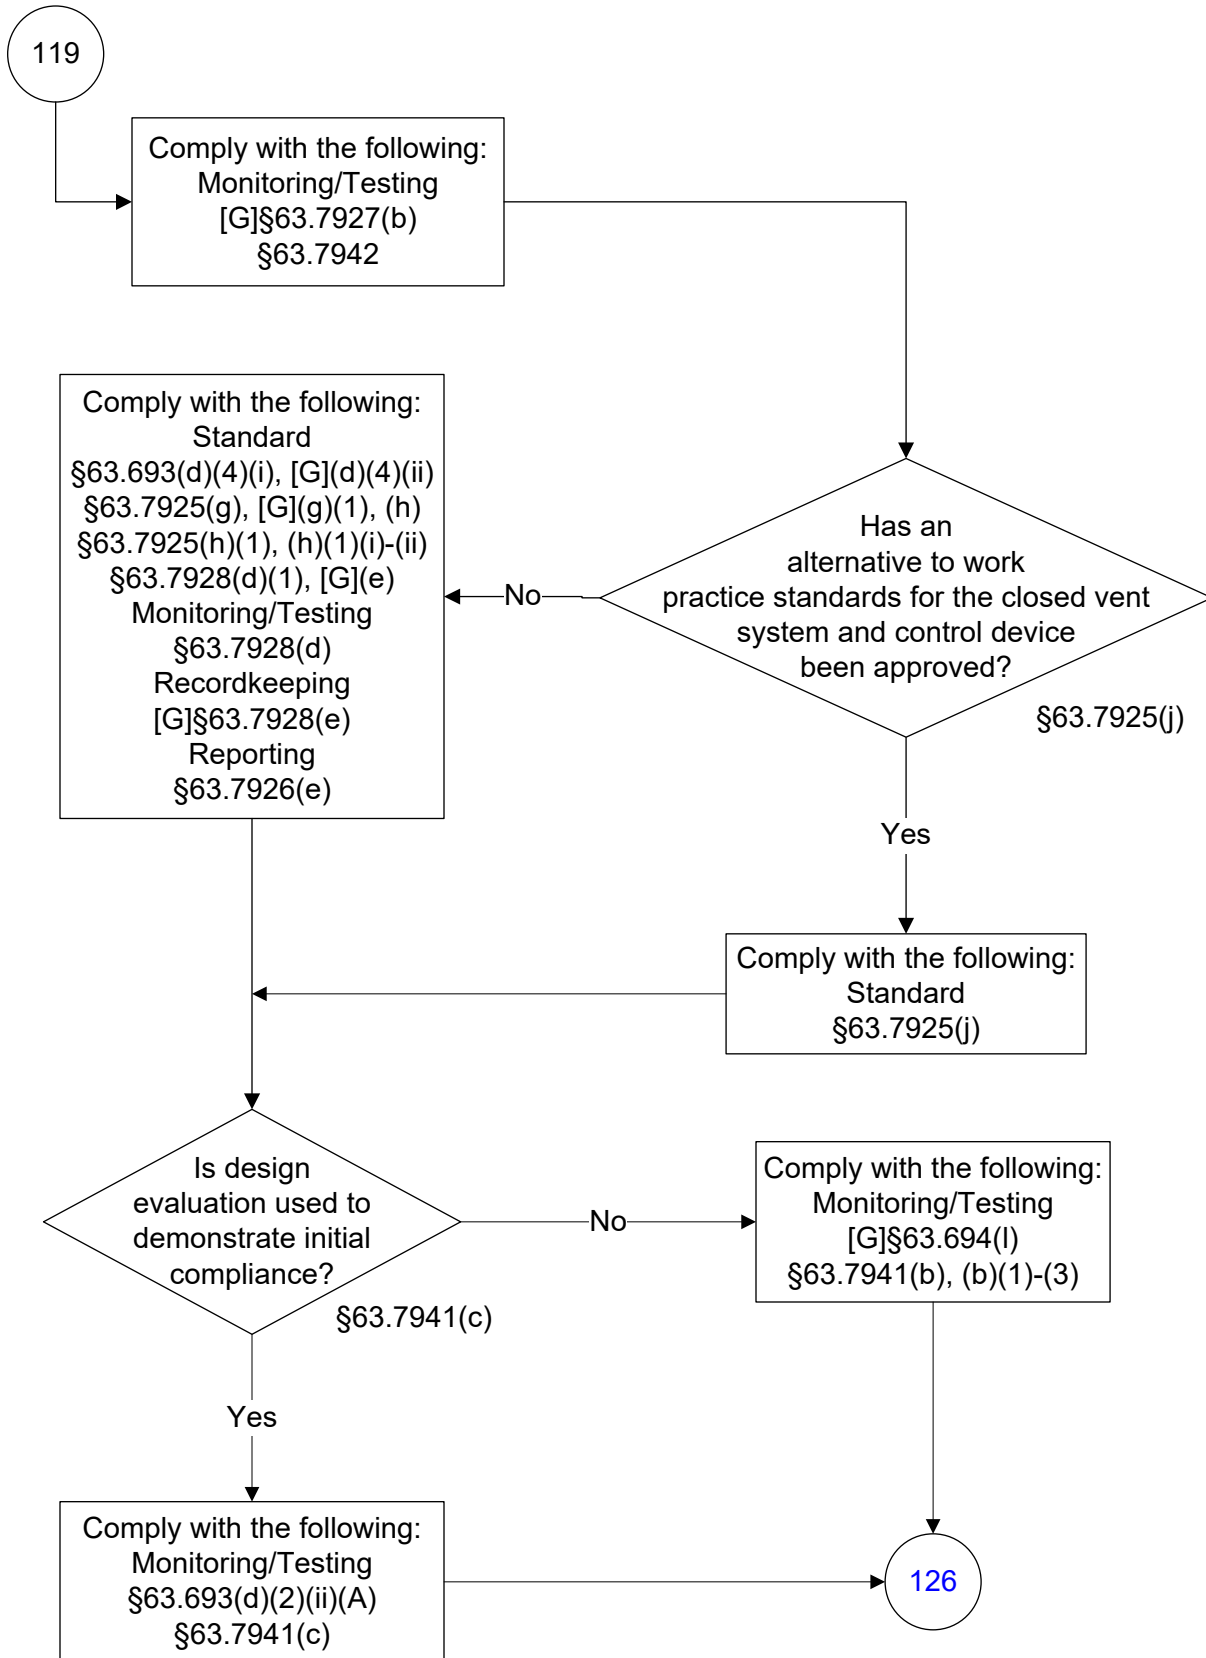 119
Comply with the following:
Monitoring/Testing
[G]§63.7927(b)
§63.7942
Has an
alternative to work
practice standards for the closed vent
system and control device
been approved?
§63.7925(j)
No
Comply with the following:
Standard
§63.693(d)(4)(i), [G](d)(4)(ii)
§63.7925(g), [G](g)(1), (h)
§63.7925(h)(1), (h)(1)(i)-(ii)
§63.7928(d)(1), [G](e)
Monitoring/Testing
§63.7928(d)
Recordkeeping
[G]§63.7928(e)
Reporting
§63.7926(e)
Yes
Comply with the following:
Standard
§63.7925(j)
Is design
evaluation used to
demonstrate initial
compliance?
§63.7941(c)
No
Comply with the following:
Monitoring/Testing
[G]§63.694(l)
§63.7941(b), (b)(1)-(3)
Yes
Comply with the following:
Monitoring/Testing
§63.693(d)(2)(ii)(A)
§63.7941(c)
126